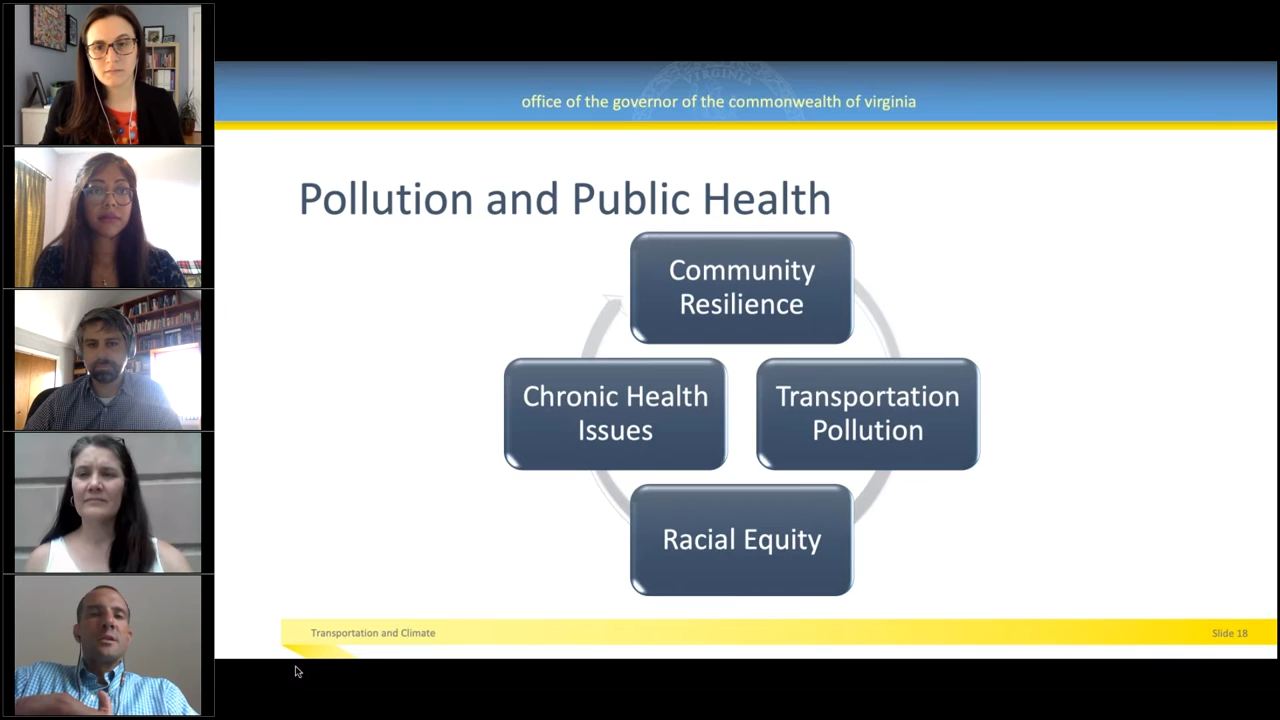 VIRGINIA
office of the governor of the commonwealth of virginia
Pollution and Public Health
Community
Resilience
Chronic Health
Issues
Transportation
Pollution
Racial Equity
Transportation and Climate
Slide 18